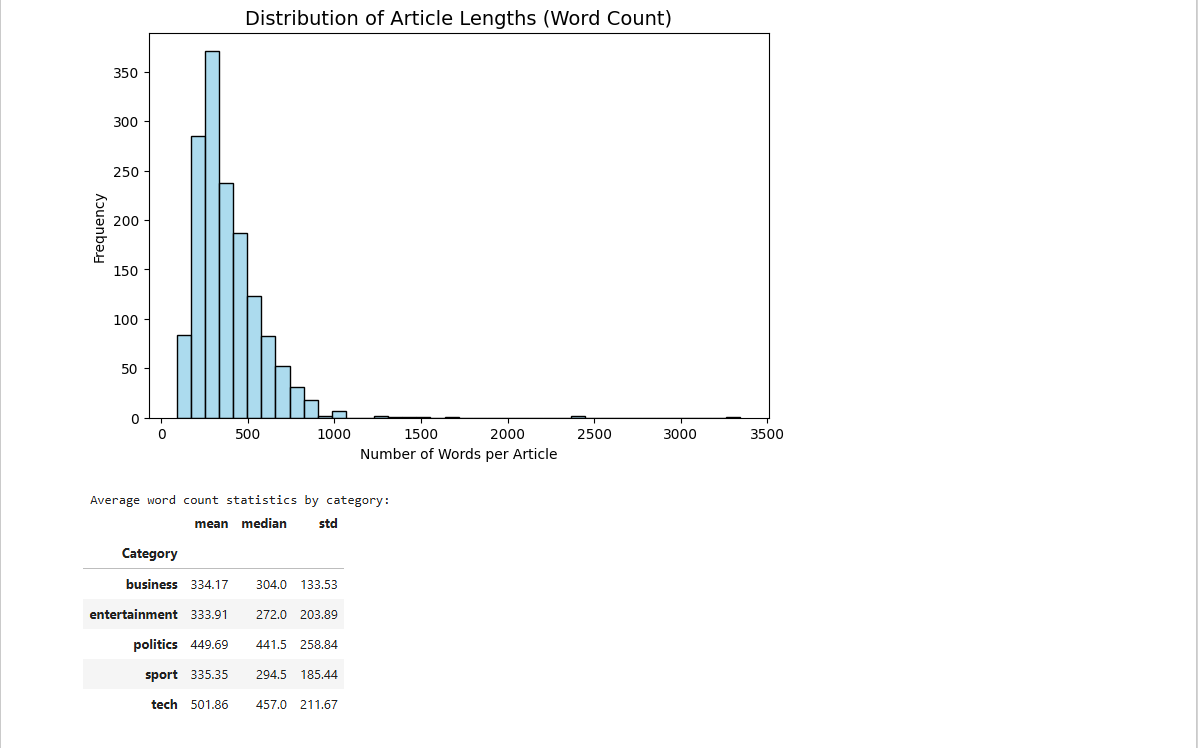 Distribution of Article Lengths (Word Count)
350
300
250
200
150
100
50
0
Frequency
0 500 1000 1500 2000 2500 3000 3500
Number of Words per Article
Average word count statistics by category:
mean median std
Category
business 334.17 304.0 133.53
entertainment 333.91 272.0 203.89
politics 449.69 441.5 258.84
sport 335.35 294.5 185.44
tech 501.86 457.0 211.67